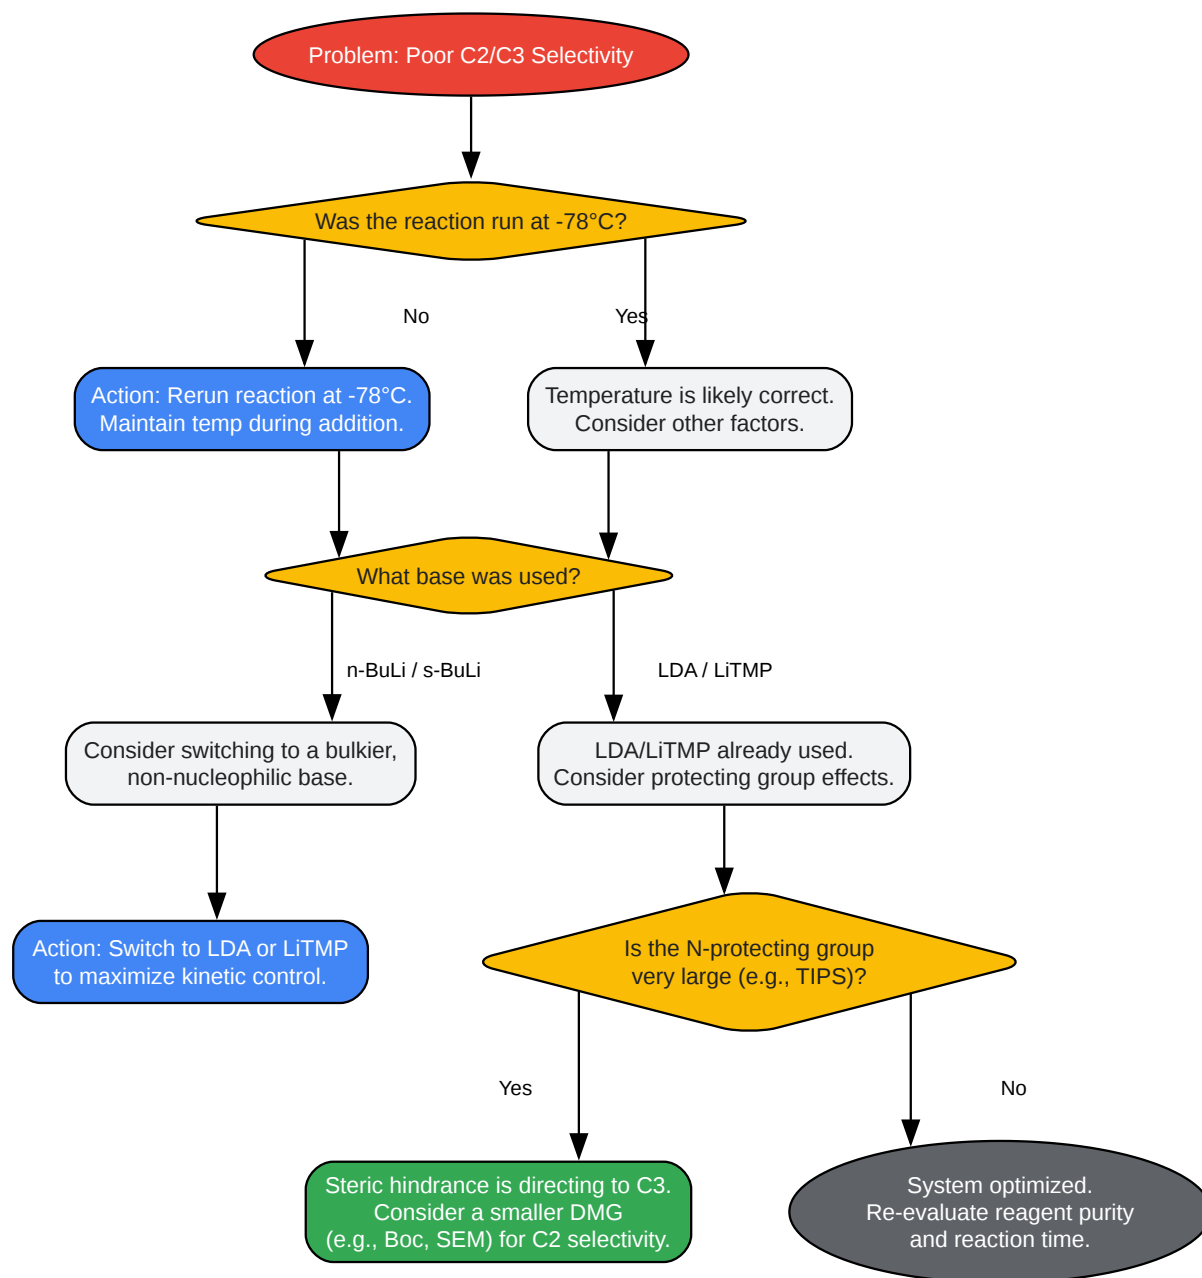 Problem: Poor C2/C3 Selectivity
Was the reaction run at -78°C?
No
Yes
Action: Rerun reaction at -78°C.
Maintain temp during addition.
Temperature is likely correct.
Consider other factors.
What base was used?
n-BuLi / s-BuLi
LDA / LiTMP
Consider switching to a bulkier,
non-nucleophilic base.
LDA/LiTMP already used.
Consider protecting group effects.
Action: Switch to LDA or LiTMP
to maximize kinetic control.
Is the N-protecting group
very large (e.g., TIPS)?
Yes
No
Steric hindrance is directing to C3.
Consider a smaller DMG
(e.g., Boc, SEM) for C2 selectivity.
System optimized.
Re-evaluate reagent purity
and reaction time.